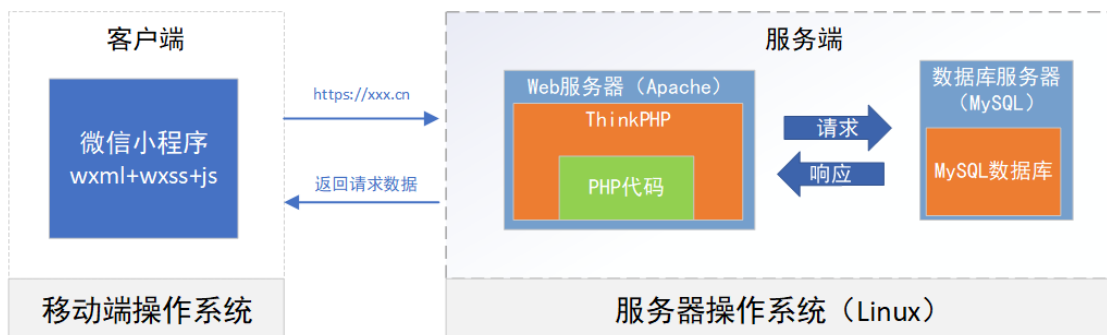 客户端
微信小程序
wxml+wxss+js
移动端操作系统
https://xxx.cn
返回请求数据
服务端
Web服务器（Apache）
ThinkPHP
PHP代码
请求
响应
数据库服务器
（MySQL）
MySQL数据库
服务器操作系统（Linux）